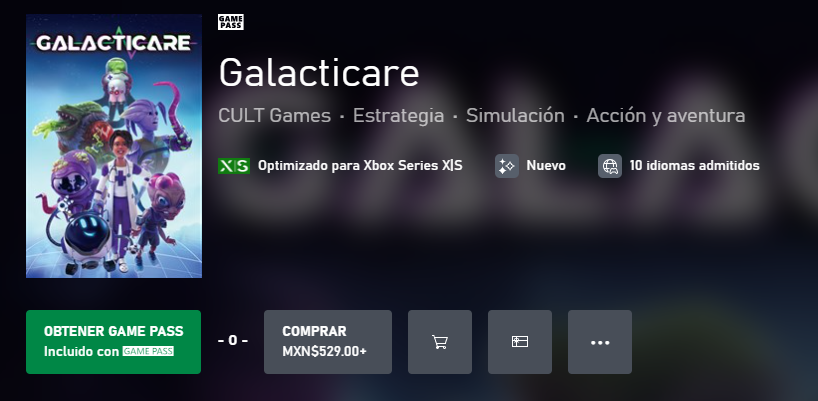 GALACTICARE
GAME PASS
Galacticare
CULT Games · Estrategia · Simulación · Acción y aventura
X|S Optimizado para Xbox Series X|S Nuevo 10 idiomas admitidos
OBTENER GAME PASS
Incluido con GAME PASS
- O -
COMPRAR
MXN$529.00+